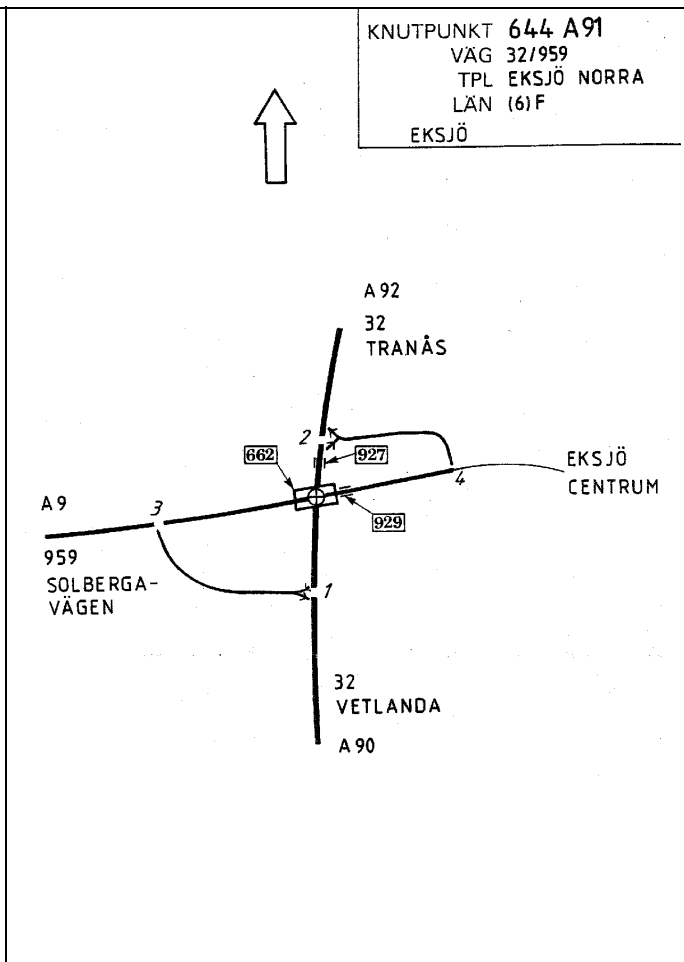 KNUTPUNKT 644 A91
VÄG 32/959
TPL EKSJÖ NORRA
LÄN (6)F
EKSJÖ
A 92
32
TRANÅS
2
662
927
4
EKSJÖ
CENTRUM
A 9
3
929
959
SOLBERGA-
VÄGEN
1
32
VETLANDA
A 90